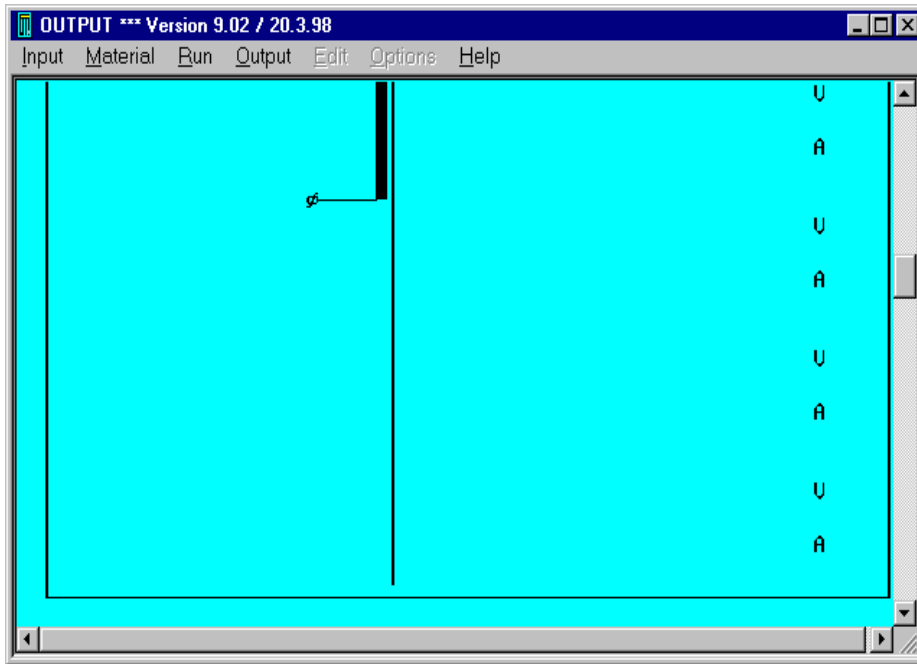 OUTPUT *** Version 9.02 / 20.3.98
Input Material Run Output Edit Options Help
V
A
ø
V
A
V
A
V
A